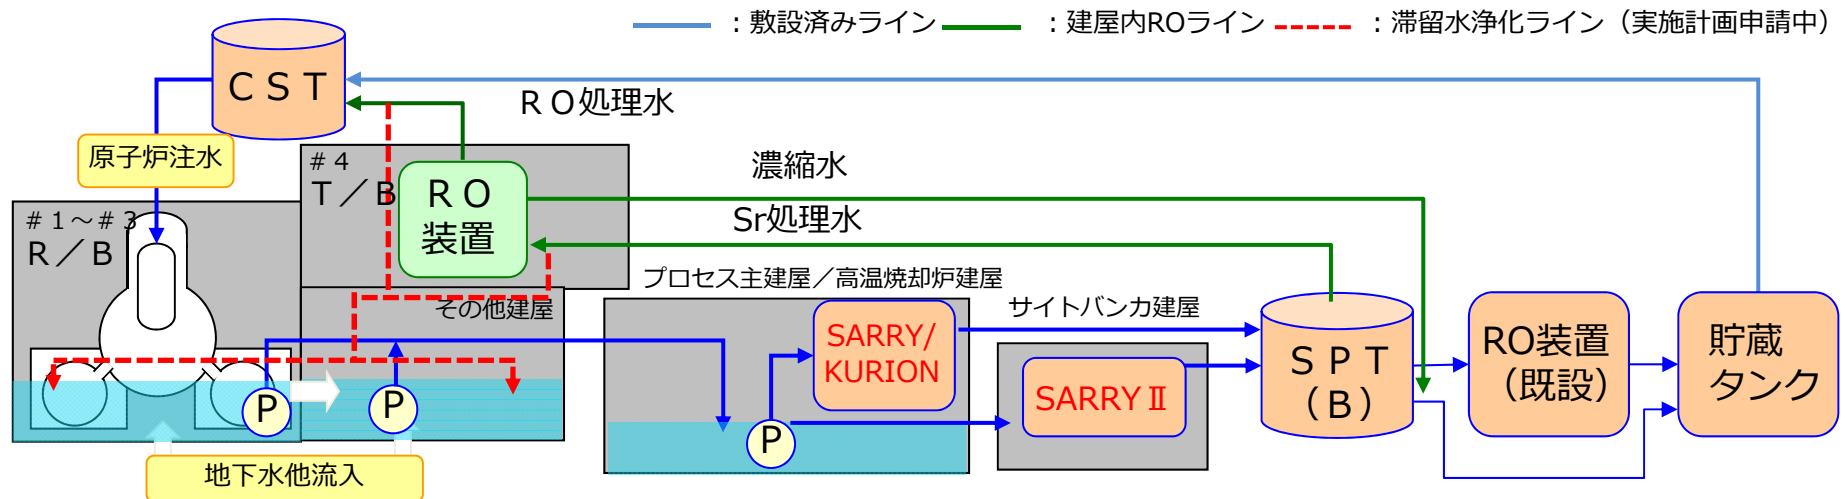 ：敷設済みライン
：建屋内ROライン
：滞留水浄化ライン（実施計画申請中）
ＣＳＴ
ＲＯ処理水
原子炉注水
＃４
Ｔ／Ｂ
ＲＯ
装置
濃縮水
Sr処理水
＃１～＃３
Ｒ／Ｂ
その他建屋
プロセス主建屋／高温焼却炉建屋
サイトバンカ建屋
SARRY/
KURION
SARRYⅡ
ＳＰＴ
（Ｂ）
RO装置
（既設）
貯蔵
タンク
P
P
P
地下水他流入